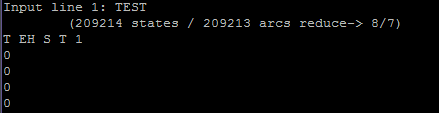 Input line 1: TEST
(209214 states / 209213 arcs reduce-> 8/7)
T EH S T 1
0
0
0
0